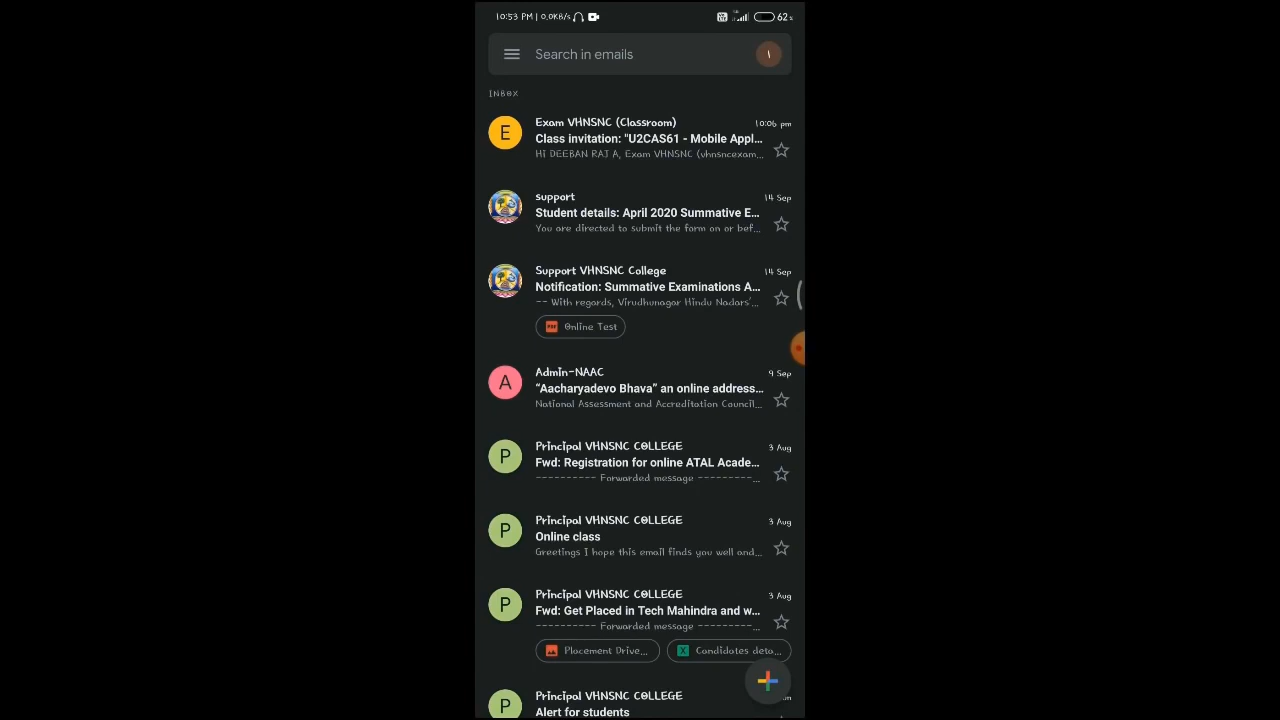 10:53 PM | 0.0KB/s 62%
Search in emails
INBOX
E
Exam VHNSNC (Classroom) 10:06 pm
Class invitation: "U2CAS61 - Mobile Appl...
Hi DEEBAN RAJ A, Exam VHNSNC (vhnsncexam...
support 14 Sep
Student details: April 2020 Summative E...
You are directed to submit the form on or bef...
Support VHNSNC College 14 Sep
Notification: Summative Examinations A...
-- With regards, Virudhunagar Hindu Nadars'...
PDF Online Test
A
Admin-NAAC 9 Sep
“Aacharyadevo Bhava” an online address...
National Assessment and Accreditation Council...
P
Principal VHNSNC COLLEGE 3 Aug
Fwd: Registration for online ATAL Acade...
---------- Forwarded message ---------...
P
Principal VHNSNC COLLEGE 3 Aug
Online class
Greetings I hope this email finds you well and...
P
Principal VHNSNC COLLEGE 3 Aug
Fwd: Get Placed in Tech Mahindra and w...
---------- Forwarded message ---------...
Placement Drive... X Candidates deta...
P
Principal VHNSNC COLLEGE
Alert for students